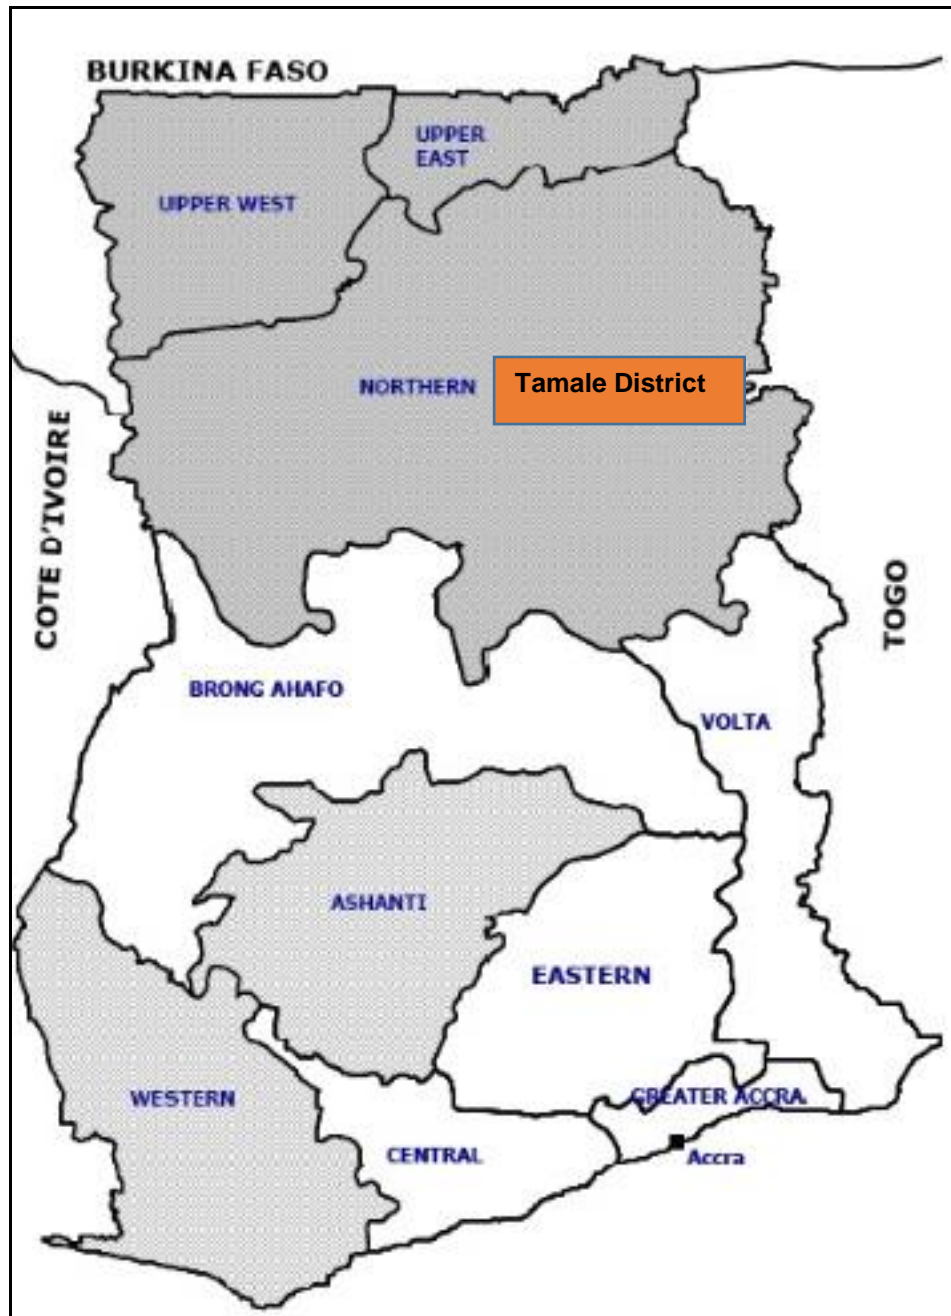 BURKINA FASO
UPPER
EAST
UPPER WEST
NORTHERN
Tamale District
COTE D'IVOIRE
TOGO
BRONG AHAFO
VOLTA
ASHANTI
EASTERN
WESTERN
GREATER ACCRA
CENTRAL
Accra